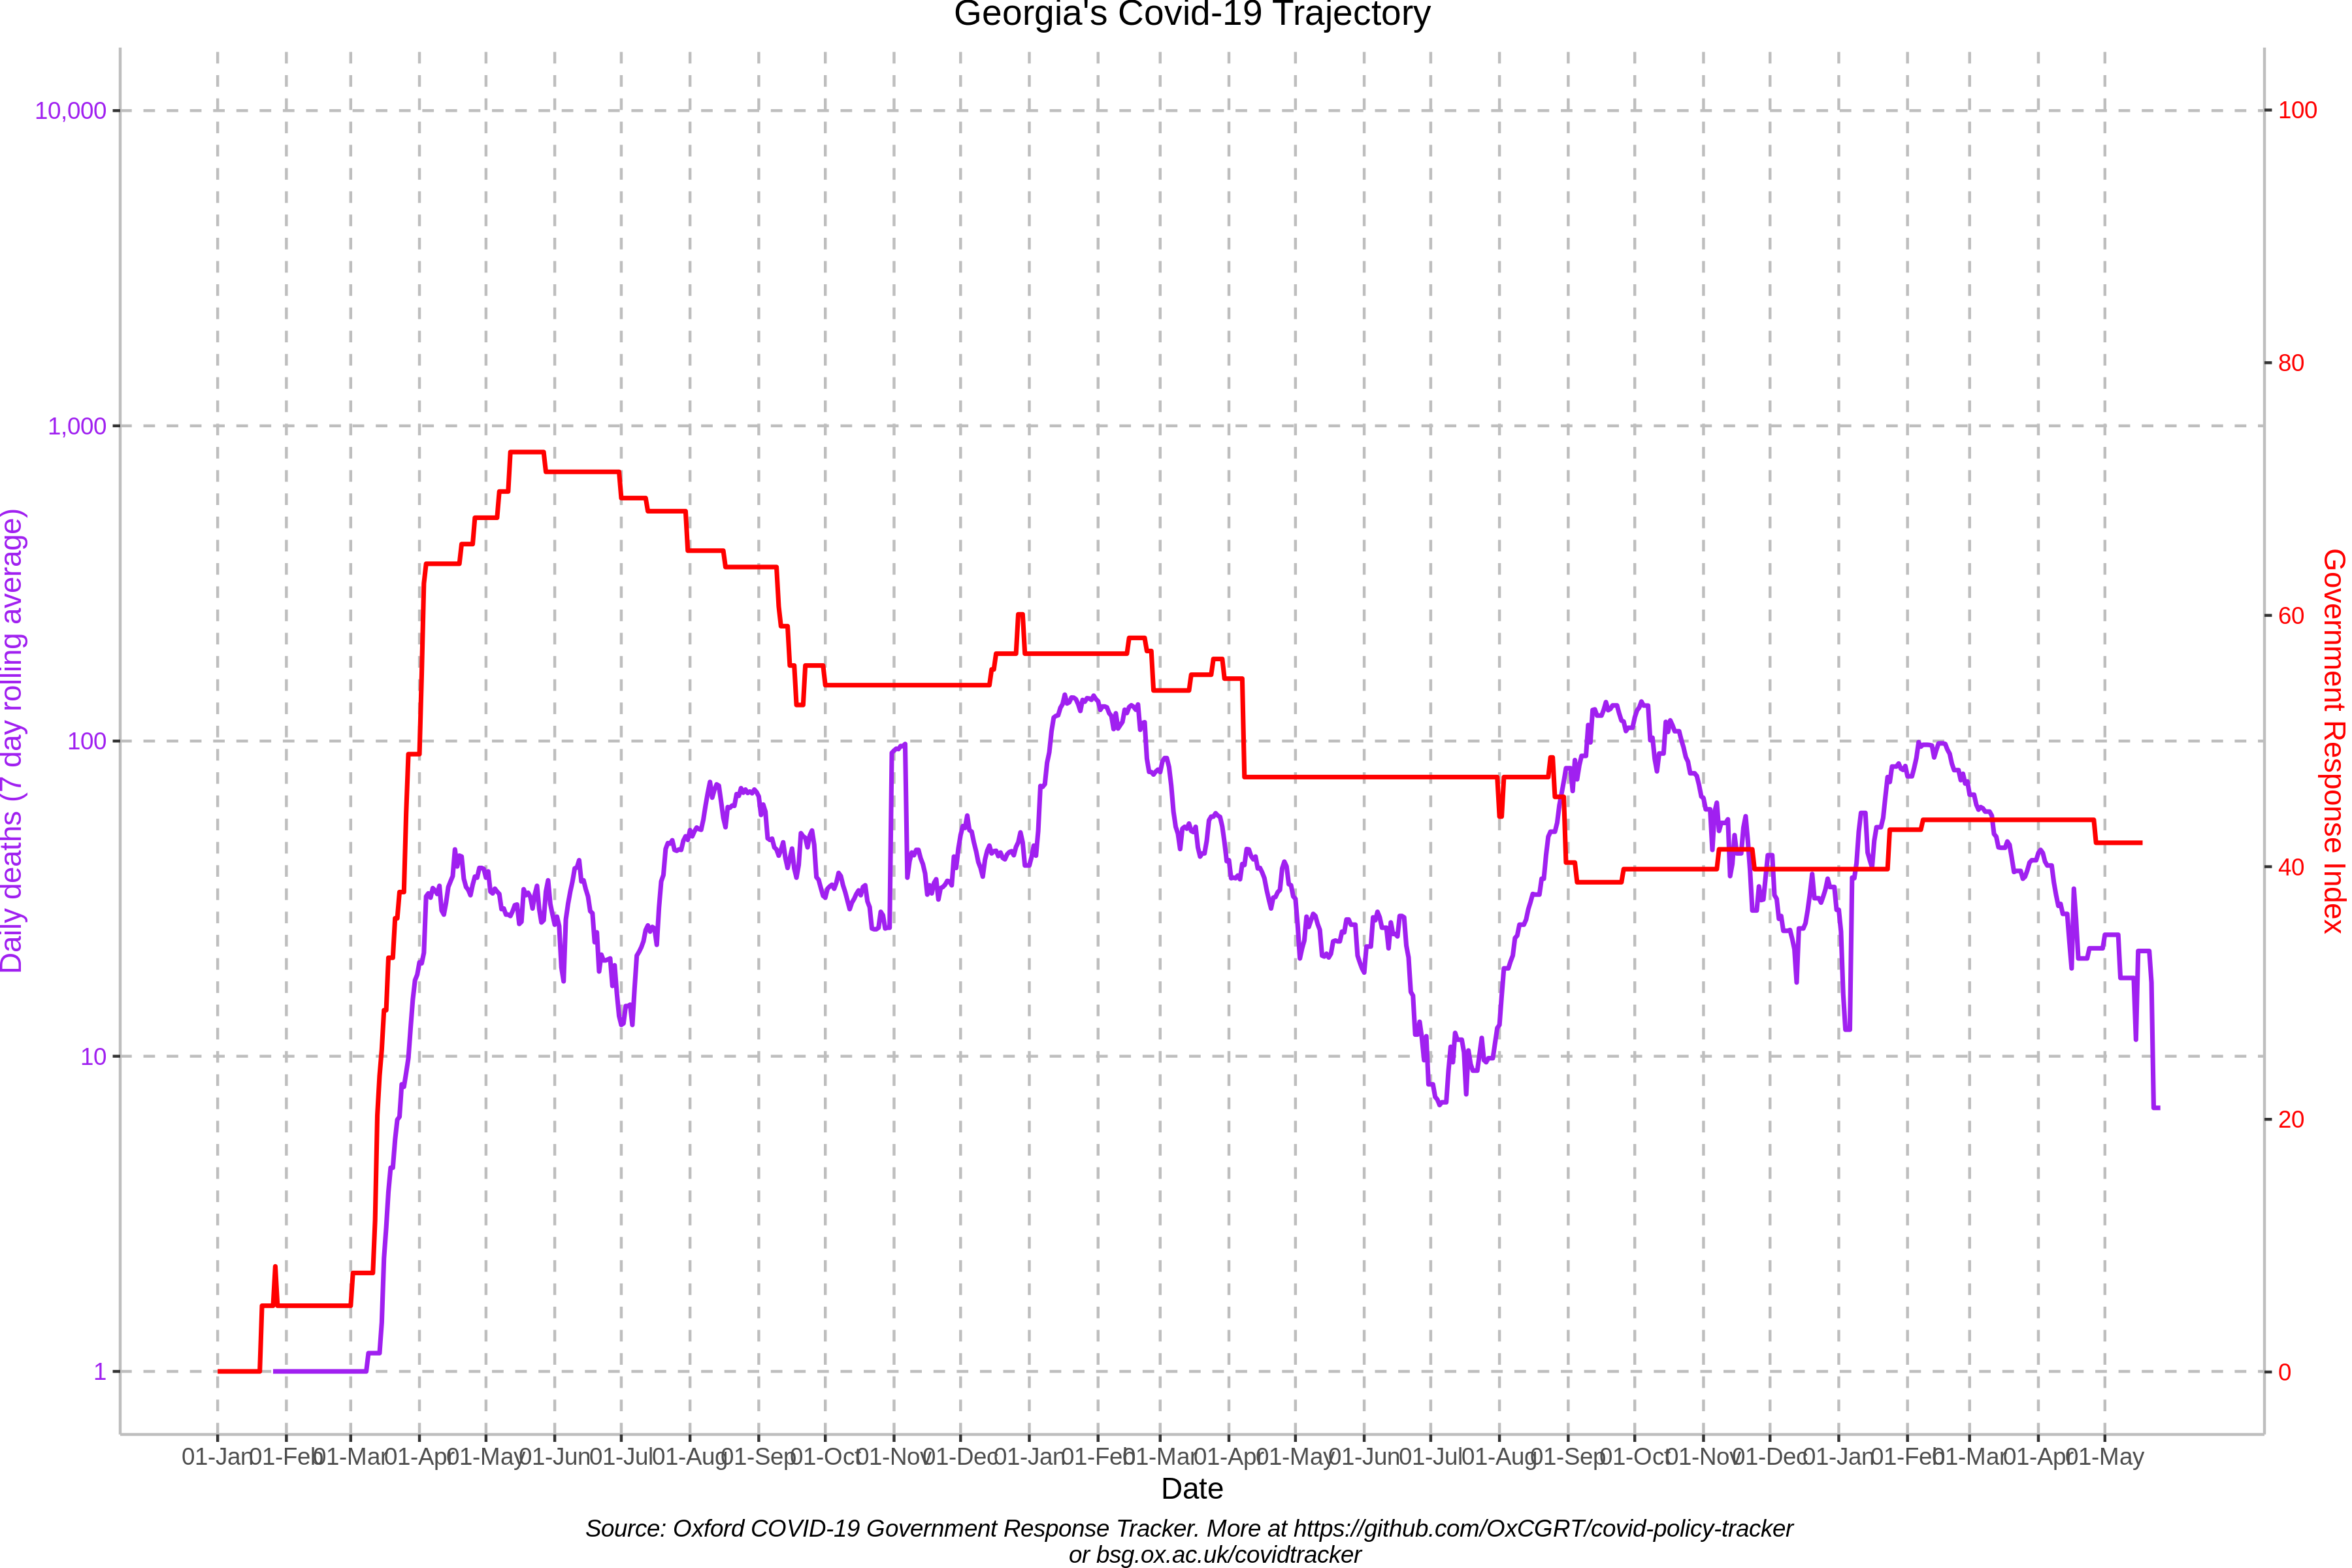 Georgia's Covid-19 Trajectory
10,000
1,000
100
10
1
Daily deaths (7 day rolling average)
100
80
60
40
20
0
Government Response Index
01-Jan 01-Feb 01-Mar 01-Apr 01-May 01-Jun 01-Jul 01-Aug 01-Sep 01-Oct 01-Nov 01-Dec 01-Jan 01-Feb 01-Mar 01-Apr 01-May 01-Jun 01-Jul 01-Aug 01-Sep 01-Oct 01-Nov 01-Dec 01-Jan 01-Feb 01-Mar 01-Apr 01-May
Date
Source: Oxford COVID-19 Government Response Tracker. More at https://github.com/OxCGRT/covid-policy-tracker
or bsg.ox.ac.uk/covidtracker